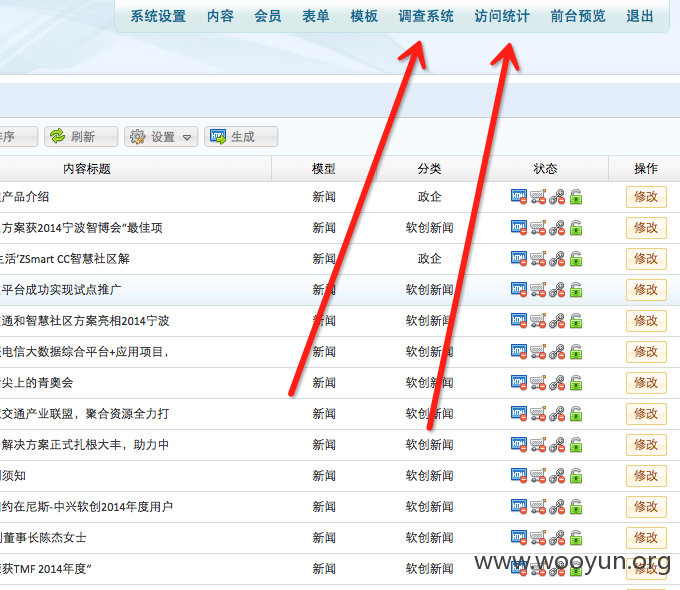 系统设置 内容 会员 表单 模板 调查系统 访问统计 前台预览 退出
序 刷新 设置 生成
内容标题 模型 分类 状态 操作
产品介绍 新闻 政企 修改
方案获2014宁波智博会“最佳项 新闻 软创新闻 修改
生活'ZSmart CC智慧社区解 新闻 政企 修改
平台成功实现试点推广 新闻 软创新闻 修改
通和智慧社区方案亮相2014宁波 新闻 软创新闻 修改
电信大数据综合平台+应用项目, 新闻 软创新闻 修改
尖上的青奥会 新闻 软创新闻 修改
交通产业联盟，聚合资源全力打 新闻 软创新闻 修改
解决方案正式扎根大丰，助力中 新闻 软创新闻 修改
须知 新闻 软创新闻 修改
约在尼斯-中兴软创2014年度用户 新闻 软创新闻 修改
董事长陈杰女士 新闻 软创新闻 修改
获TMF 2014年度“ 新闻 软创新闻 修改
www.wooyun.org